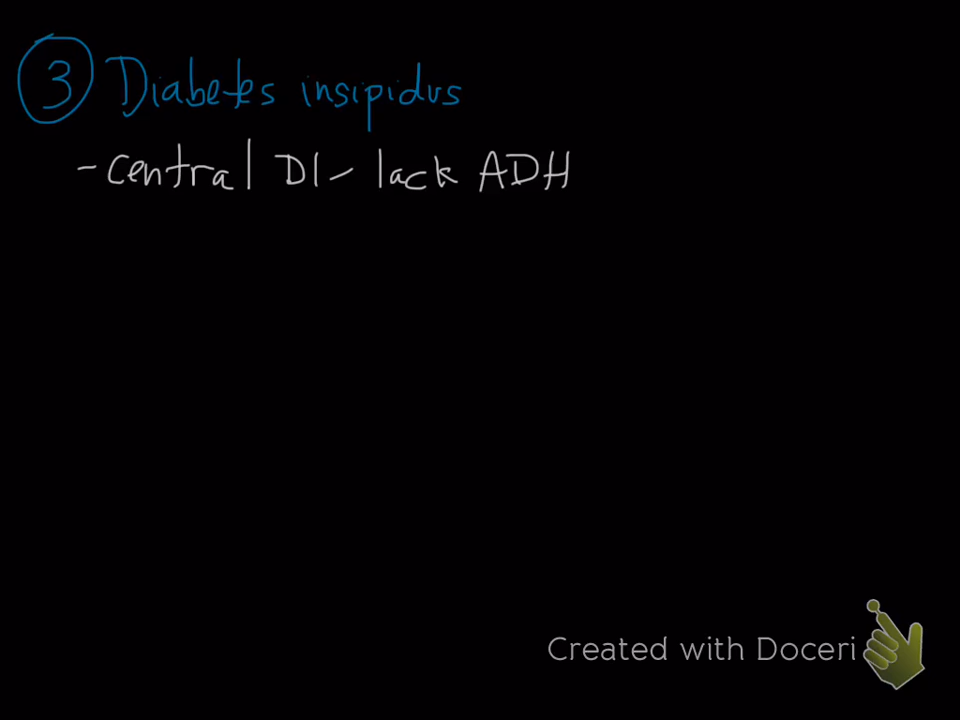 3 Diabetes insipidus
- central DI - lack ADH
Created with Doceri